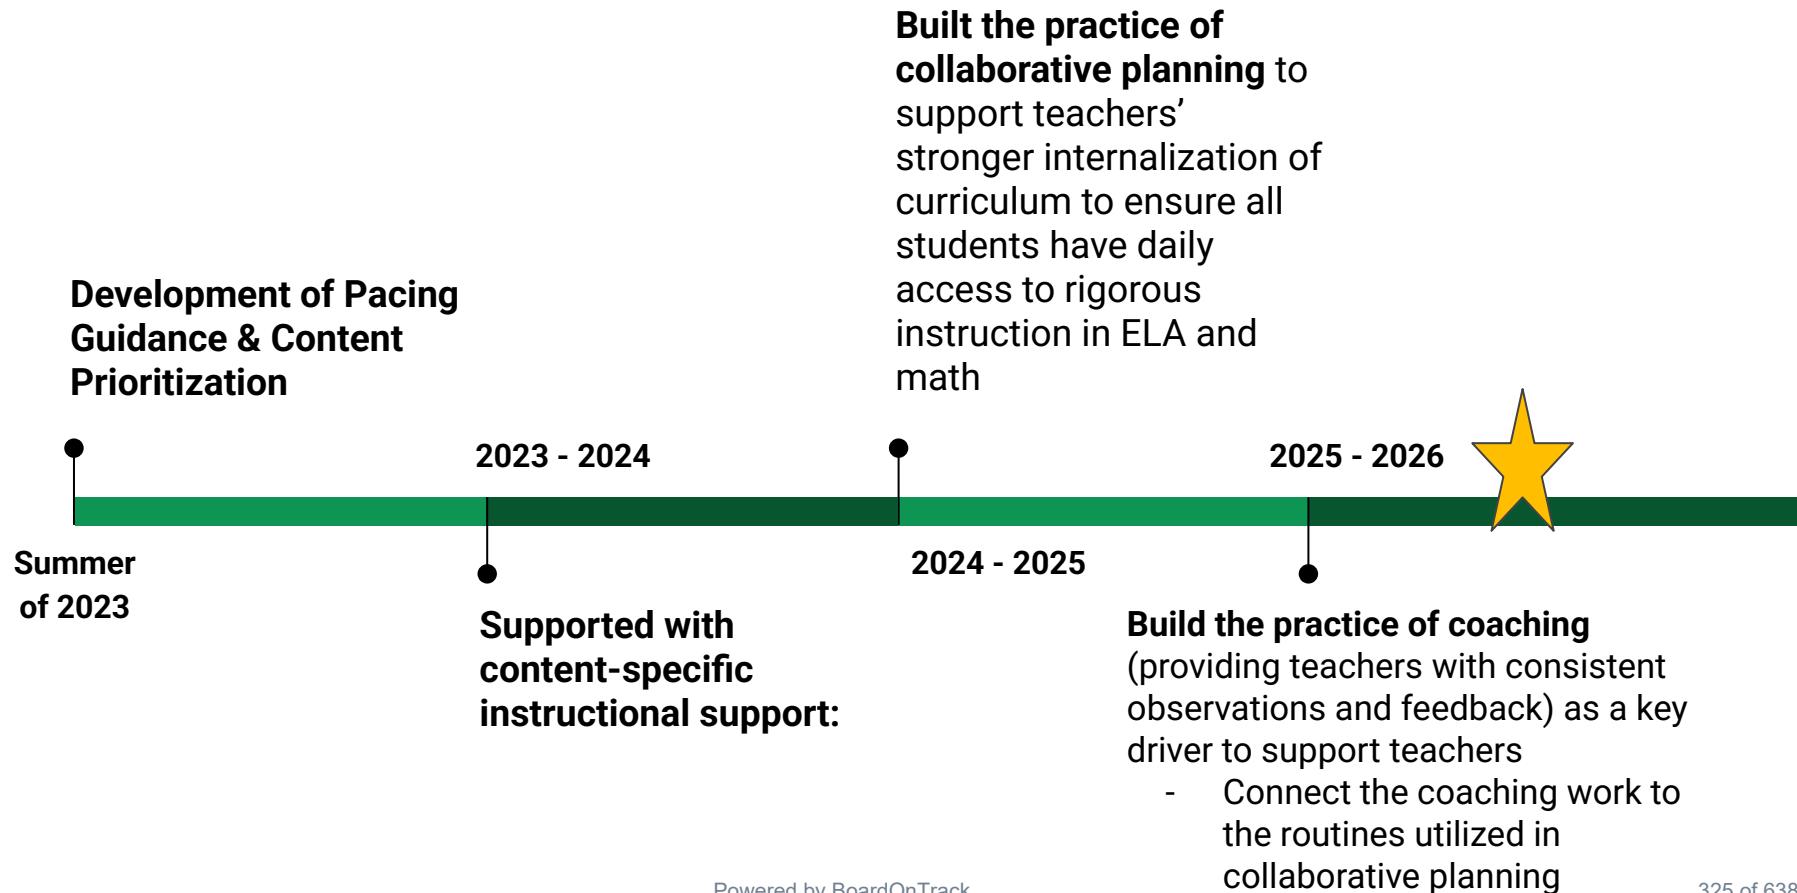 Built the practice of
collaborative planning to
support teachers’
stronger internalization of
curriculum to ensure all
students have daily
access to rigorous
instruction in ELA and
math
Development of Pacing
Guidance & Content
Prioritization
2023 - 2024
2025 - 2026
Summer
of 2023
2024 - 2025
Supported with
content-specific
instructional support:
Build the practice of coaching
(providing teachers with consistent
observations and feedback) as a key
driver to support teachers
- Connect the coaching work to
the routines utilized in
collaborative planning
Powered by BoardOnTrack
325 of 638